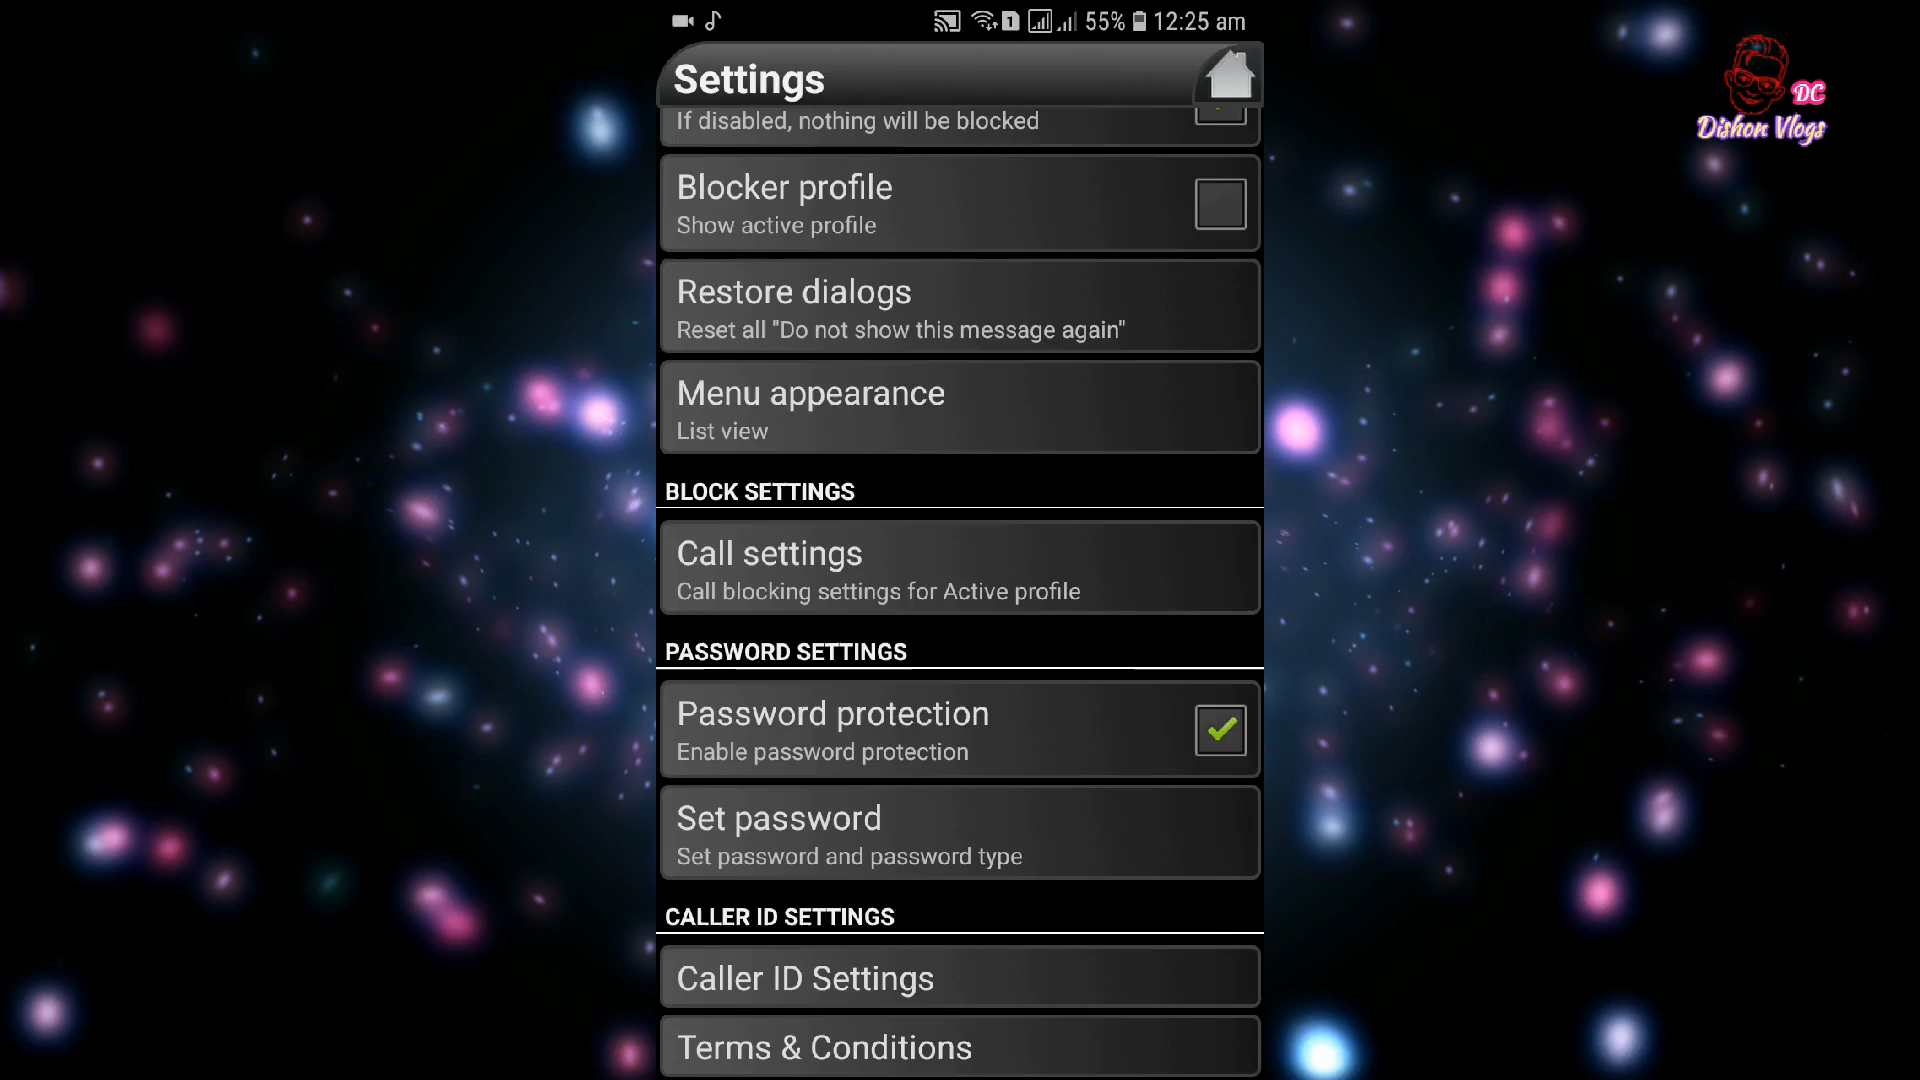 55% 12:25 am
Settings
If disabled, nothing will be blocked
Blocker profile
Show active profile
Restore dialogs
Reset all "Do not show this message again"
Menu appearance
List view
BLOCK SETTINGS
Call settings
Call blocking settings for Active profile
PASSWORD SETTINGS
Password protection
Enable password protection
Set password
Set password and password type
CALLER ID SETTINGS
Caller ID Settings
Terms & Conditions
DC
Dishon Vlogs